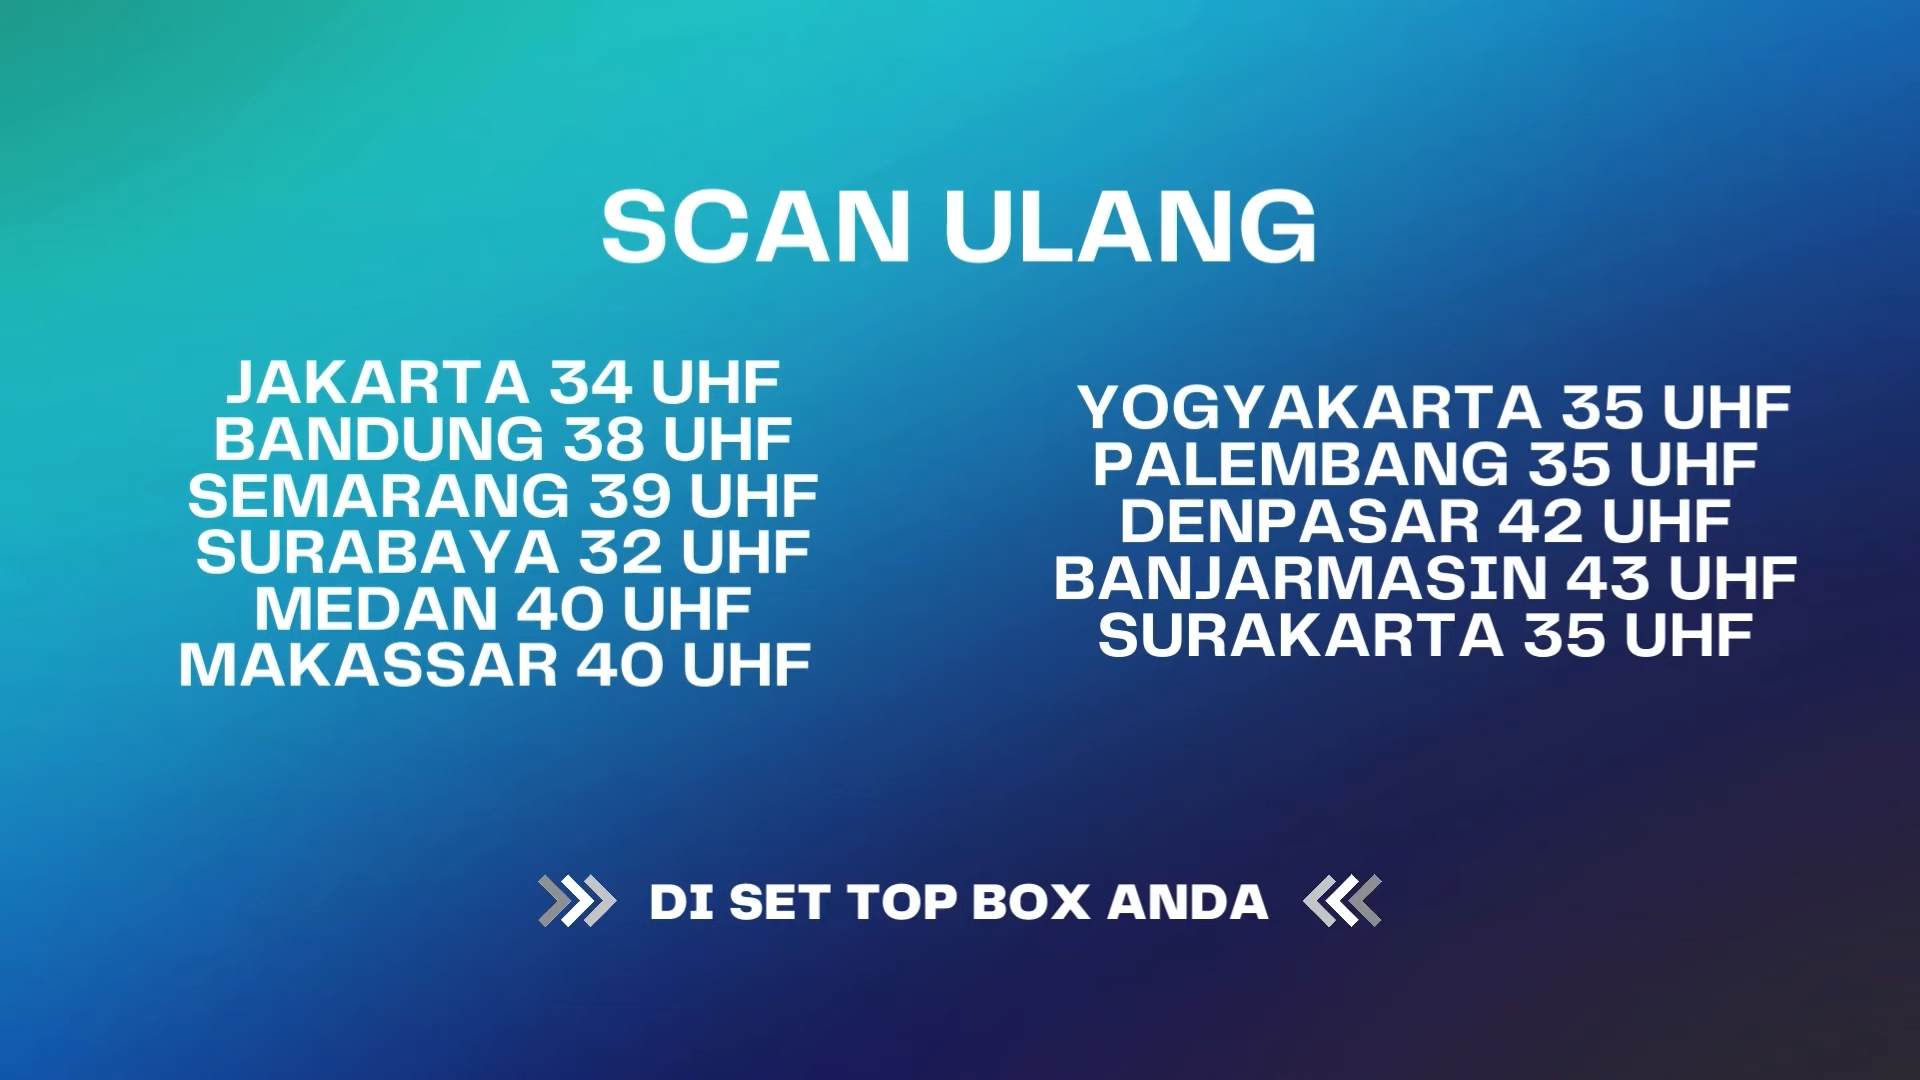 SCAN ULANG
JAKARTA 34 UHF
BANDUNG 38 UHF
SEMARANG 39 UHF
SURABAYA 32 UHF
MEDAN 40 UHF
MAKASSAR 40 UHF
YOGYAKARTA 35 UHF
PALEMBANG 35 UHF
DENPASAR 42 UHF
BANJARMASIN 43 UHF
SURAKARTA 35 UHF
DI SET TOP BOX ANDA